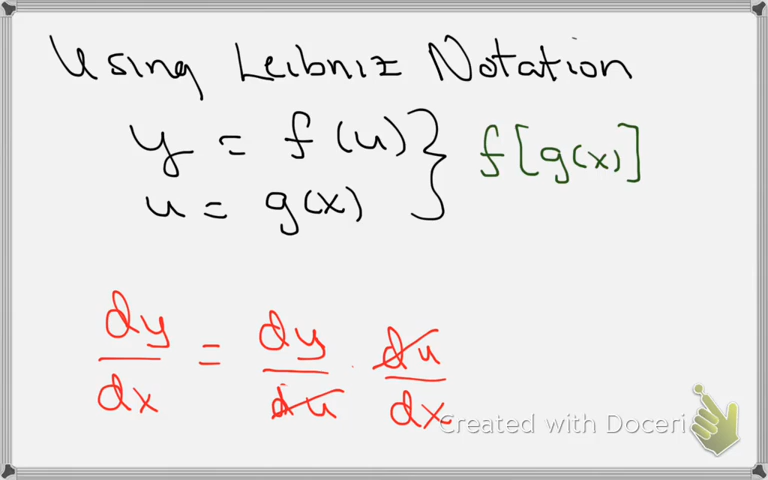 Using Leibniz Notation
y = f(u) } f[g(x)]
u = g(x)
dy/dx = dy/du · du/dx
Created with Doceri